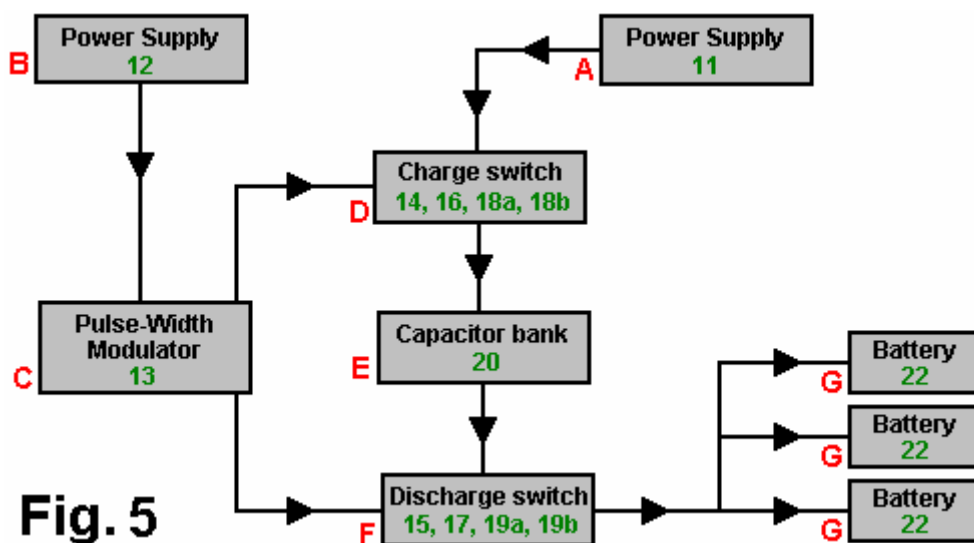 Power Supply
12
B
Power Supply
11
A
Charge switch
14, 16, 18a, 18b
D
Pulse-Width
Modulator
13
C
Capacitor bank
20
E
Battery
22
G
Battery
22
G
Discharge switch
15, 17, 19a, 19b
F
Battery
22
G
Fig. 5